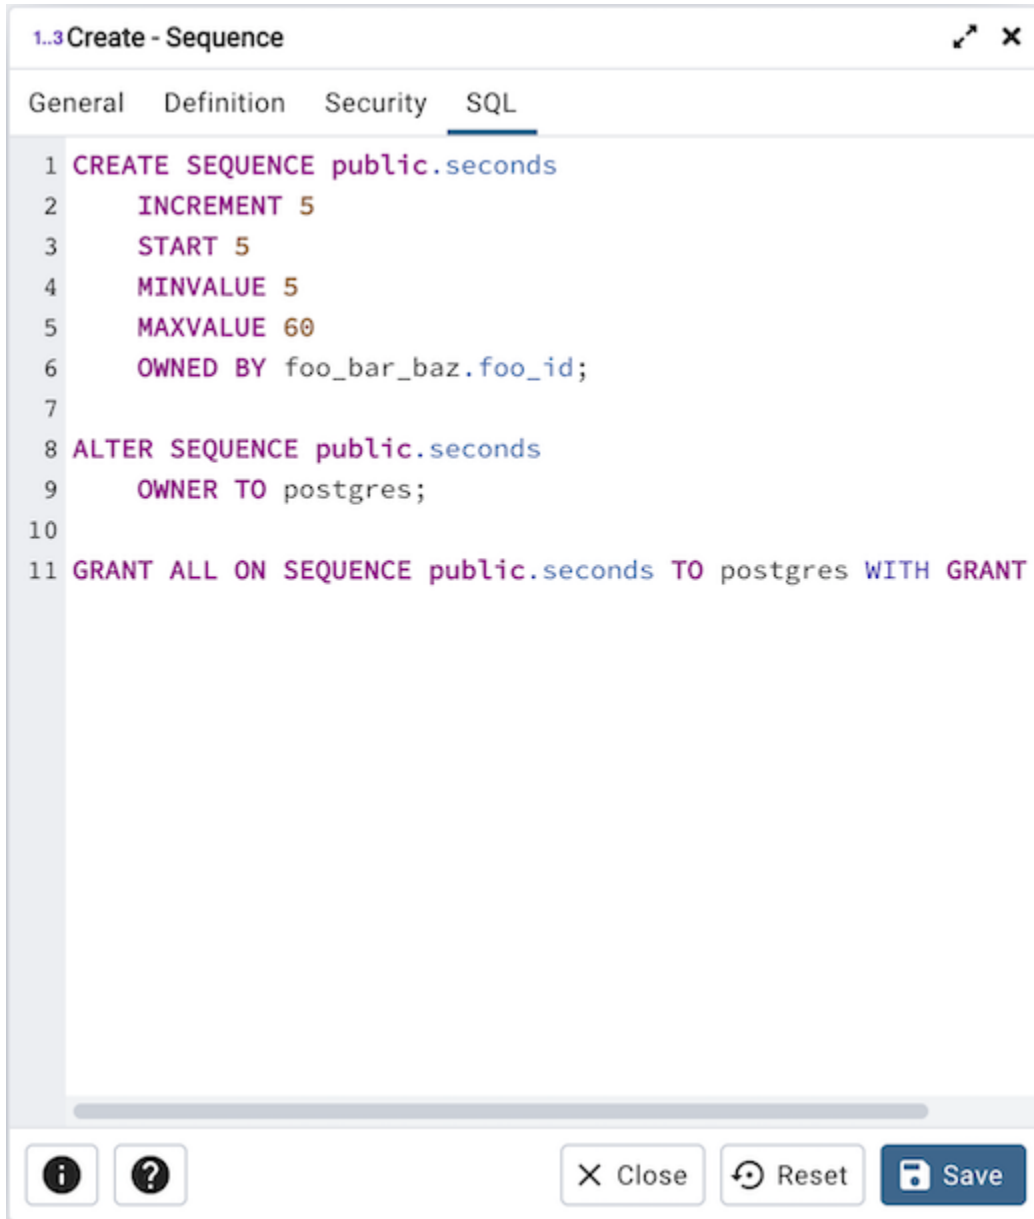 1..3 Create - Sequence
General Definition Security SQL
1 CREATE SEQUENCE public.seconds
2     INCREMENT 5
3     START 5
4     MINVALUE 5
5     MAXVALUE 60
6     OWNED BY foo_bar_baz.foo_id;
7
8 ALTER SEQUENCE public.seconds
9     OWNER TO postgres;
10
11 GRANT ALL ON SEQUENCE public.seconds TO postgres WITH GRANT
Close Reset Save